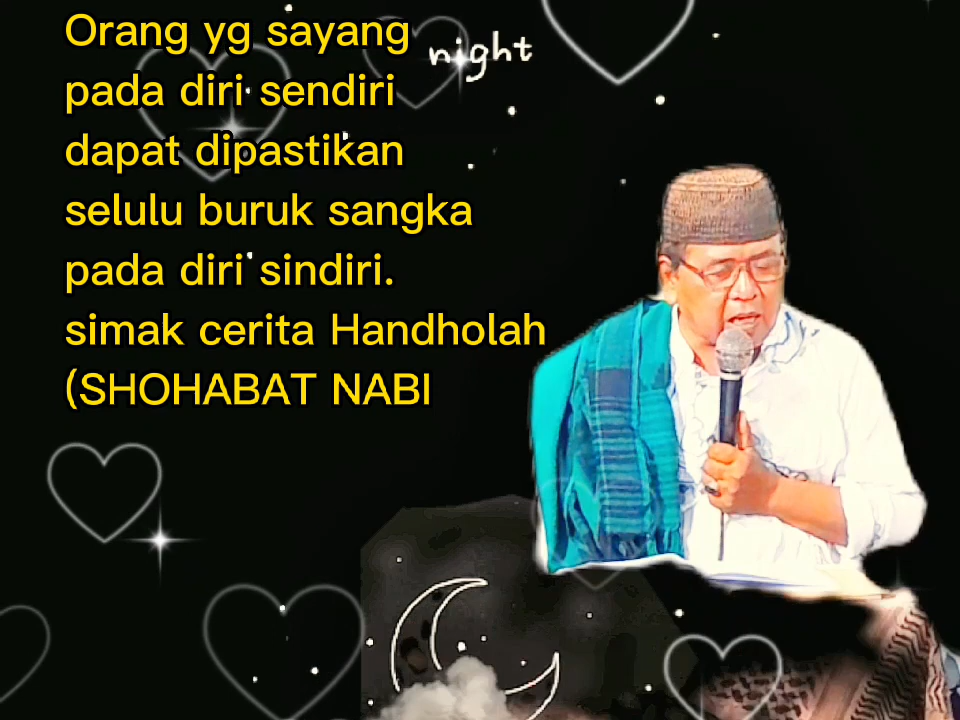 Orang yg sayang
night
pada diri sendiri
dapat dipastikan
selulu buruk sangka
pada diri sindiri.
simak cerita Handholah
(SHOHABAT NABI